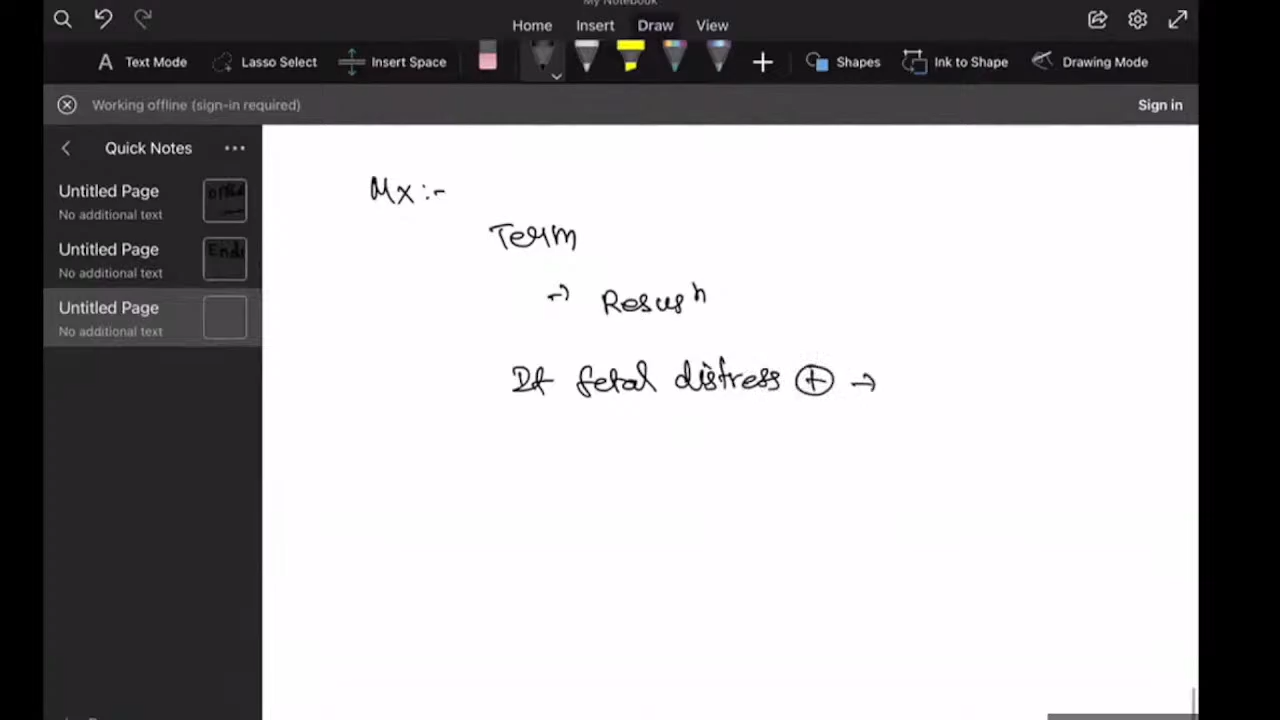 My Notebook
Home Insert Draw View
Text Mode Lasso Select Insert Space Shapes Ink to Shape Drawing Mode
Working offline (sign-in required) Sign in
Quick Notes
Untitled Page
No additional text
Untitled Page
No additional text
Untitled Page
No additional text
Mx :-
Term
→ Resusⁿ
If fetal distress ⊕ →